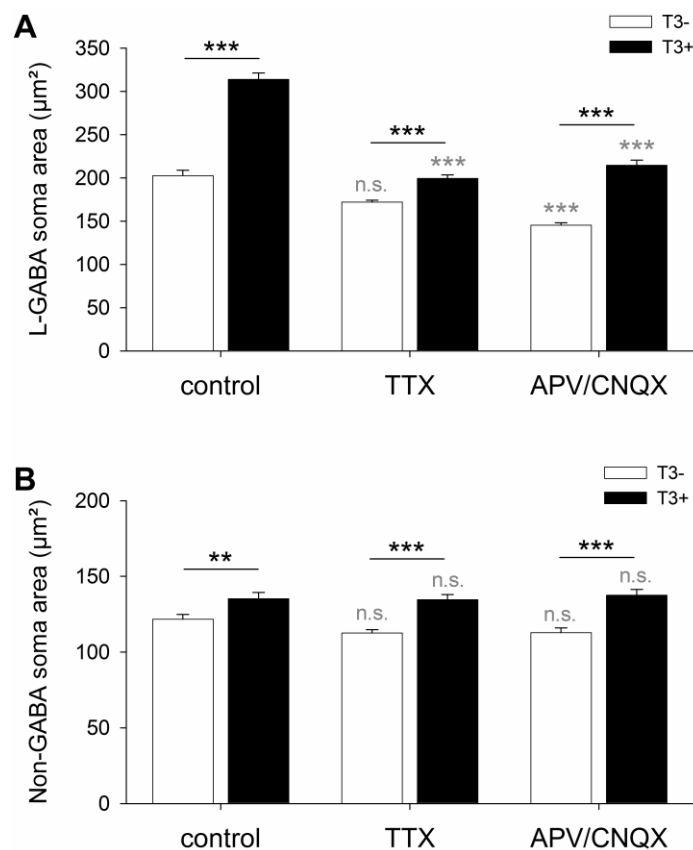 A
T3-
T3+
L-GABA soma area (µm²)
350
300
250
200
150
100
50
0
***
***
***
n.s.
***
***
***
control
TTX
APV/CNQX
B
T3-
T3+
Non-GABA soma area (µm²)
200
150
100
50
0
**
***
***
n.s.
n.s.
n.s.
n.s.
control
TTX
APV/CNQX